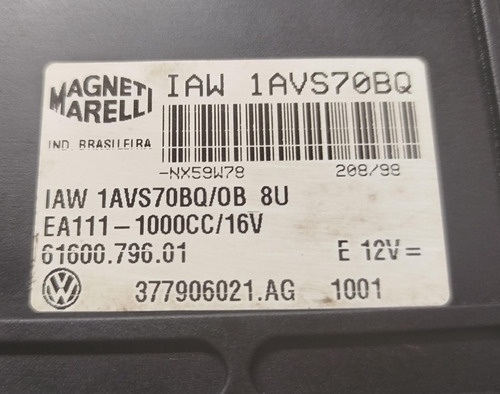 MAGNETI MARELLI
IAW 1AVS70BQ
IND. BRASILEIRA
-NX59W78
208/98
IAW 1AVS70BQ/0B 8U
EA111-1000CC/16V
61600.796.01
E 12V=
377906021.AG 1001